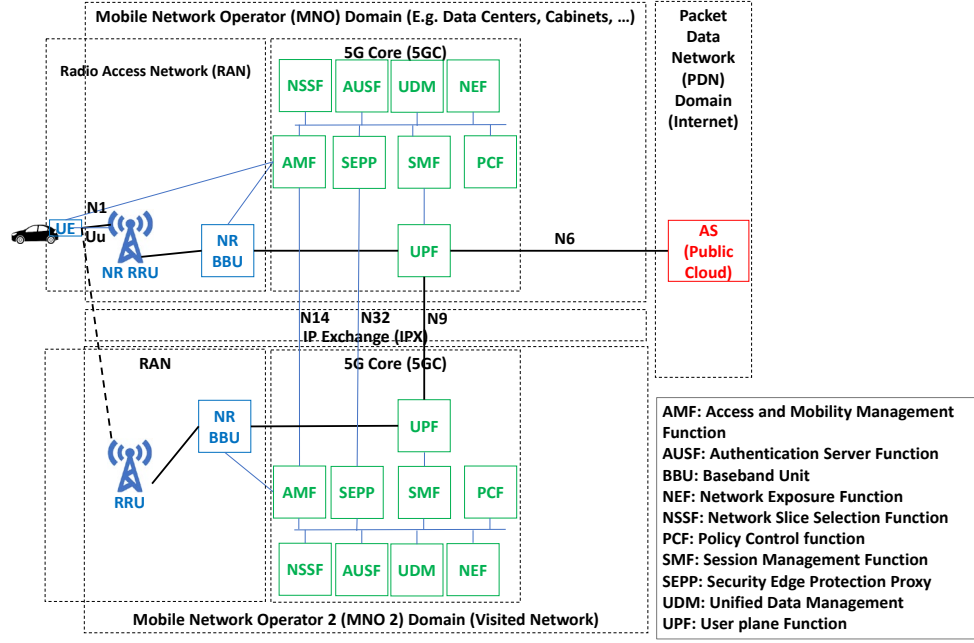 Mobile Network Operator (MNO) Domain (E.g. Data Centers, Cabinets, …)
Packet
Data
Network
(PDN)
Domain
(Internet)
5G Core (5GC)
Radio Access Network (RAN)
NSSF
AUSF
UDM
NEF
AMF
SEPP
SMF
PCF
N1
UE
Uu
NR RRU
NR
BBU
UPF
N6
AS
(Public
Cloud)
N14
N32
N9
IP Exchange (IPX)
RAN
5G Core (5GC)
NR
BBU
UPF
RRU
AMF
SEPP
SMF
PCF
NSSF
AUSF
UDM
NEF
Mobile Network Operator 2 (MNO 2) Domain (Visited Network)
AMF: Access and Mobility Management
Function
AUSF: Authentication Server Function
BBU: Baseband Unit
NEF: Network Exposure Function
NSSF: Network Slice Selection Function
PCF: Policy Control function
SMF: Session Management Function
SEPP: Security Edge Protection Proxy
UDM: Unified Data Management
UPF: User plane Function